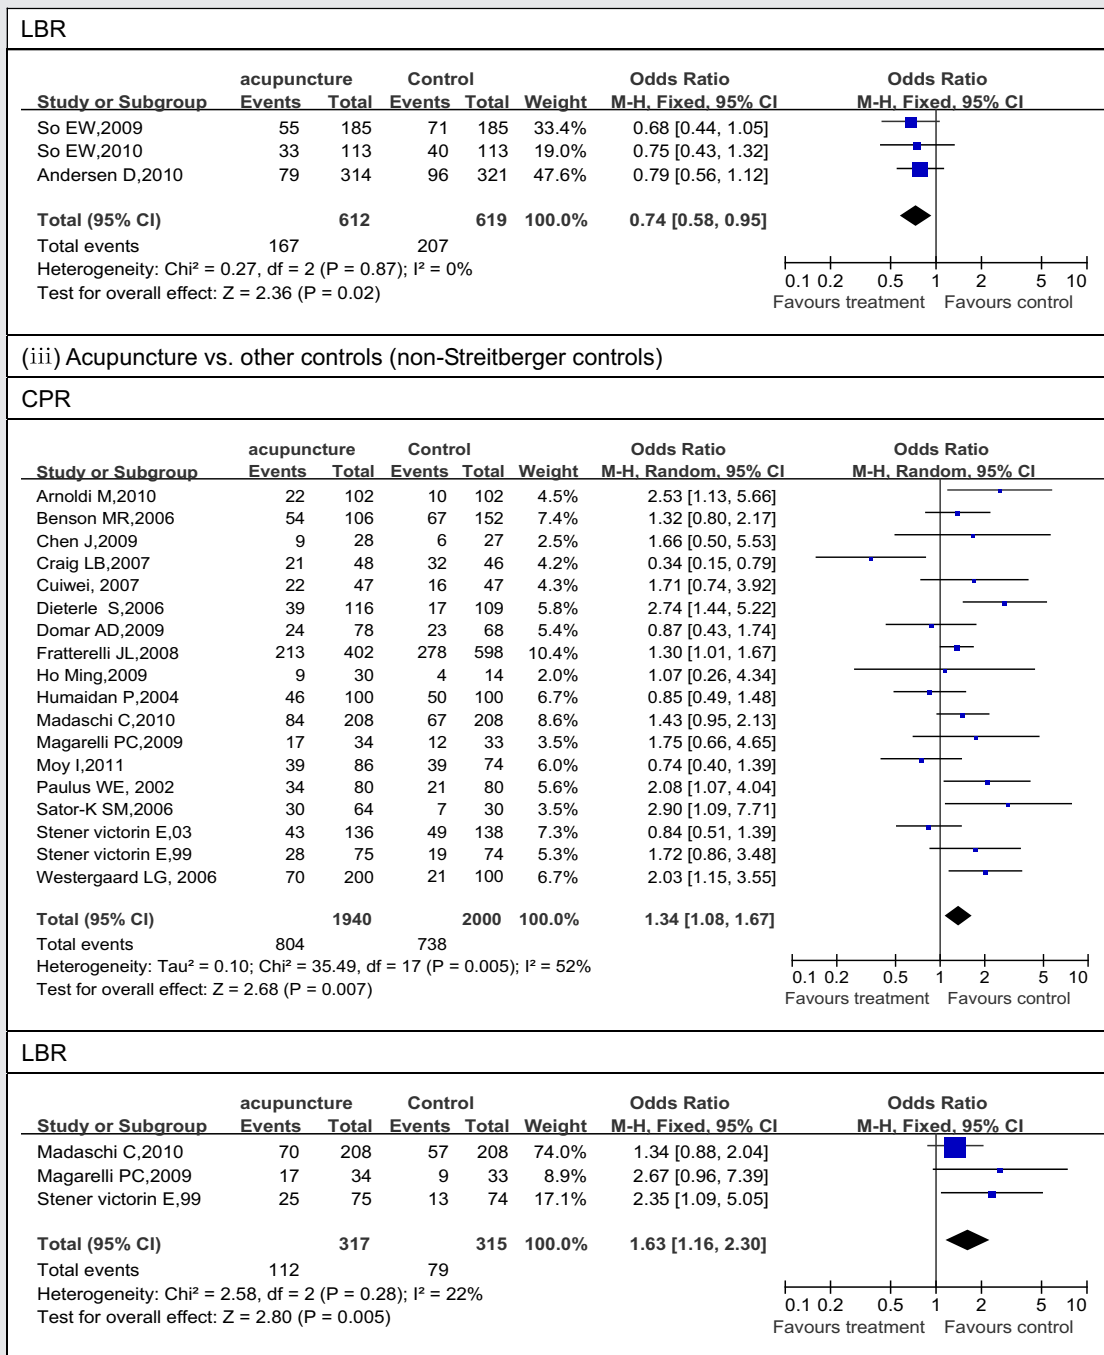 LBR
acupuncture Control Odds Ratio Odds Ratio
Study or Subgroup Events Total Events Total Weight M-H, Fixed, 95% CI M-H, Fixed, 95% CI
So EW,2009 55 185 71 185 33.4% 0.68 [0.44, 1.05]
So EW,2010 33 113 40 113 19.0% 0.75 [0.43, 1.32]
Andersen D,2010 79 314 96 321 47.6% 0.79 [0.56, 1.12]
Total (95% CI) 612 619 100.0% 0.74 [0.58, 0.95]
Total events 167 207
Heterogeneity: Chi² = 0.27, df = 2 (P = 0.87); I² = 0%
Test for overall effect: Z = 2.36 (P = 0.02)
0.1 0.2 0.5 1 2 5 10
Favours treatment Favours control
(iii) Acupuncture vs. other controls (non-Streitberger controls)
CPR
acupuncture Control Odds Ratio Odds Ratio
Study or Subgroup Events Total Events Total Weight M-H, Random, 95% CI M-H, Random, 95% CI
Arnoldi M,2010 22 102 10 102 4.5% 2.53 [1.13, 5.66]
Benson MR,2006 54 106 67 152 7.4% 1.32 [0.80, 2.17]
Chen J,2009 9 28 6 27 2.5% 1.66 [0.50, 5.53]
Craig LB,2007 21 48 32 46 4.2% 0.34 [0.15, 0.79]
Cuiwei, 2007 22 47 16 47 4.3% 1.71 [0.74, 3.92]
Dieterle S,2006 39 116 17 109 5.8% 2.74 [1.44, 5.22]
Domar AD,2009 24 78 23 68 5.4% 0.87 [0.43, 1.74]
Fratterelli JL,2008 213 402 278 598 10.4% 1.30 [1.01, 1.67]
Ho Ming,2009 9 30 4 14 2.0% 1.07 [0.26, 4.34]
Humaidan P,2004 46 100 50 100 6.7% 0.85 [0.49, 1.48]
Madaschi C,2010 84 208 67 208 8.6% 1.43 [0.95, 2.13]
Magarelli PC,2009 17 34 12 33 3.5% 1.75 [0.66, 4.65]
Moy I,2011 39 86 39 74 6.0% 0.74 [0.40, 1.39]
Paulus WE, 2002 34 80 21 80 5.6% 2.08 [1.07, 4.04]
Sator-K SM,2006 30 64 7 30 3.5% 2.90 [1.09, 7.71]
Stener victorin E,03 43 136 49 138 7.3% 0.84 [0.51, 1.39]
Stener victorin E,99 28 75 19 74 5.3% 1.72 [0.86, 3.48]
Westergaard LG, 2006 70 200 21 100 6.7% 2.03 [1.15, 3.55]
Total (95% CI) 1940 2000 100.0% 1.34 [1.08, 1.67]
Total events 804 738
Heterogeneity: Tau² = 0.10; Chi² = 35.49, df = 17 (P = 0.005); I² = 52%
Test for overall effect: Z = 2.68 (P = 0.007)
0.1 0.2 0.5 1 2 5 10
Favours treatment Favours control
LBR
acupuncture Control Odds Ratio Odds Ratio
Study or Subgroup Events Total Events Total Weight M-H, Fixed, 95% CI M-H, Fixed, 95% CI
Madaschi C,2010 70 208 57 208 74.0% 1.34 [0.88, 2.04]
Magarelli PC,2009 17 34 9 33 8.9% 2.67 [0.96, 7.39]
Stener victorin E,99 25 75 13 74 17.1% 2.35 [1.09, 5.05]
Total (95% CI) 317 315 100.0% 1.63 [1.16, 2.30]
Total events 112 79
Heterogeneity: Chi² = 2.58, df = 2 (P = 0.28); I² = 22%
Test for overall effect: Z = 2.80 (P = 0.005)
0.1 0.2 0.5 1 2 5 10
Favours treatment Favours control